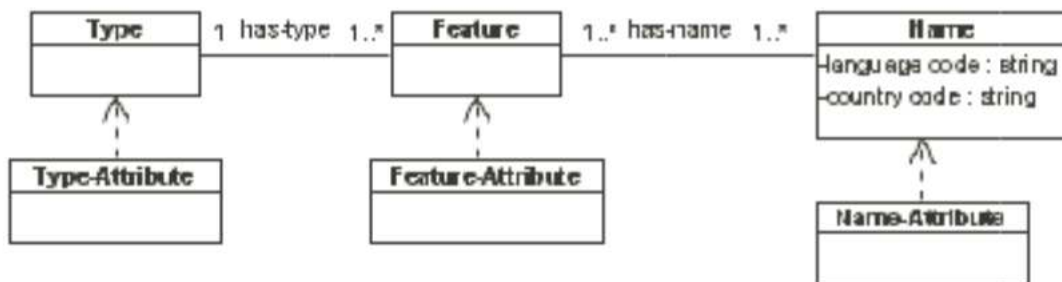 Type 1 has-type 1..* Feature 1..* has-name 1..* Name
-language code : string
-country code : string
Type-Attribute Feature-Attribute
Name-Attribute